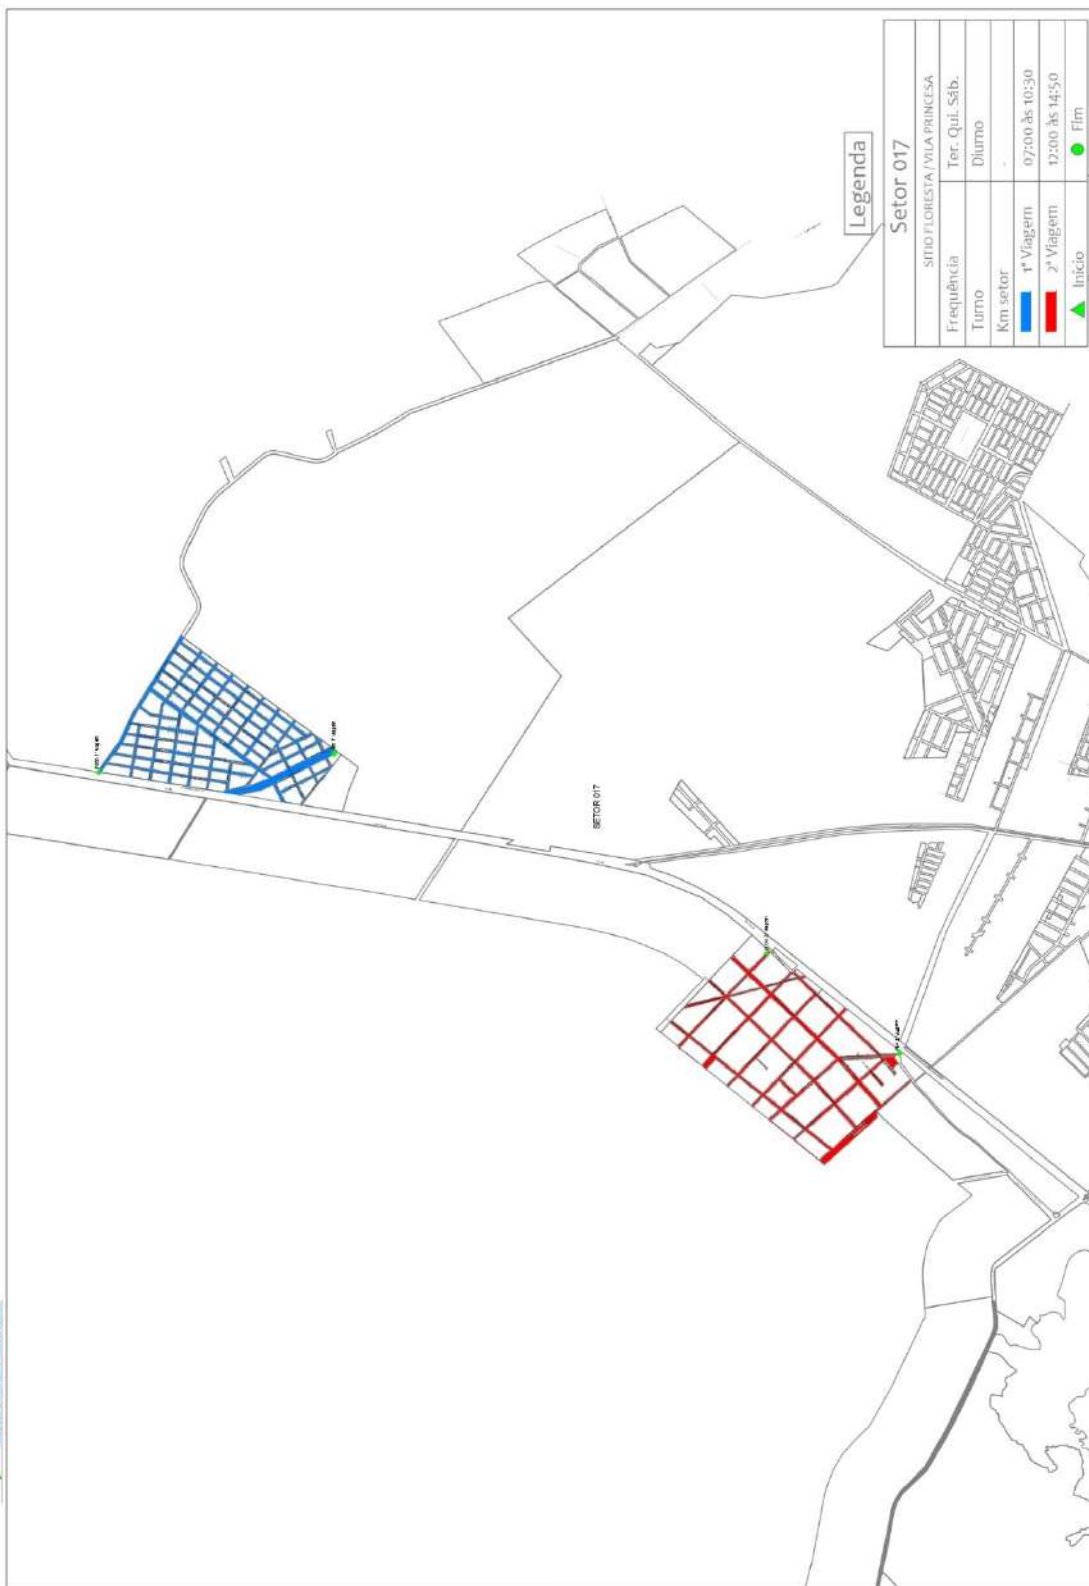 Legenda
Setor 017
SITIO FLORESTA / VILA PRINCESA
Frequência Ter. Qui. Sáb.
Turno Diurno
Km setor -
1ª Viagem 07:00 às 10:30
2ª Viagem 12:00 às 14:50
Início Fim
SETOR 017